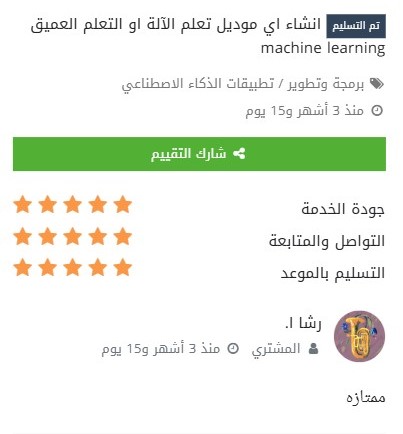 تم التسليم انشاء اي موديل تعلم الآلة او التعلم العميق
machine learning
برمجة وتطوير / تطبيقات الذكاء الاصطناعي
منذ 3 أشهر و15 يوم
شارك التقييم
جودة الخدمة
التواصل والمتابعة
التسليم بالموعد
رشا ا.
المشتري منذ 3 أشهر و15 يوم
ممتازه